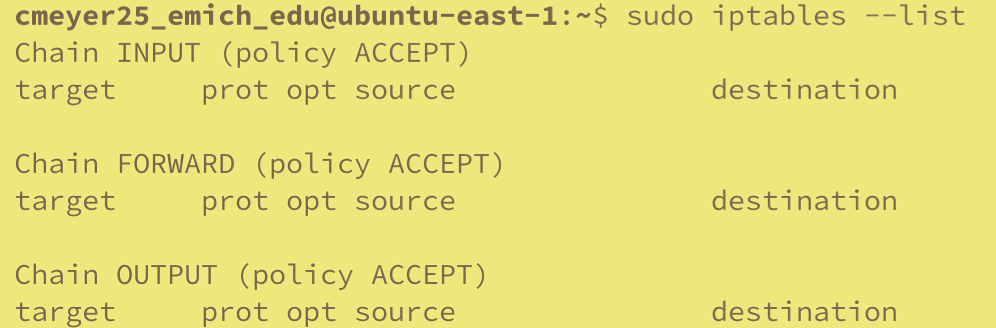 cmeyer25_emich_edu@ubuntu-east-1:~$ sudo iptables --list
Chain INPUT (policy ACCEPT)
target     prot opt source               destination

Chain FORWARD (policy ACCEPT)
target     prot opt source               destination

Chain OUTPUT (policy ACCEPT)
target     prot opt source               destination